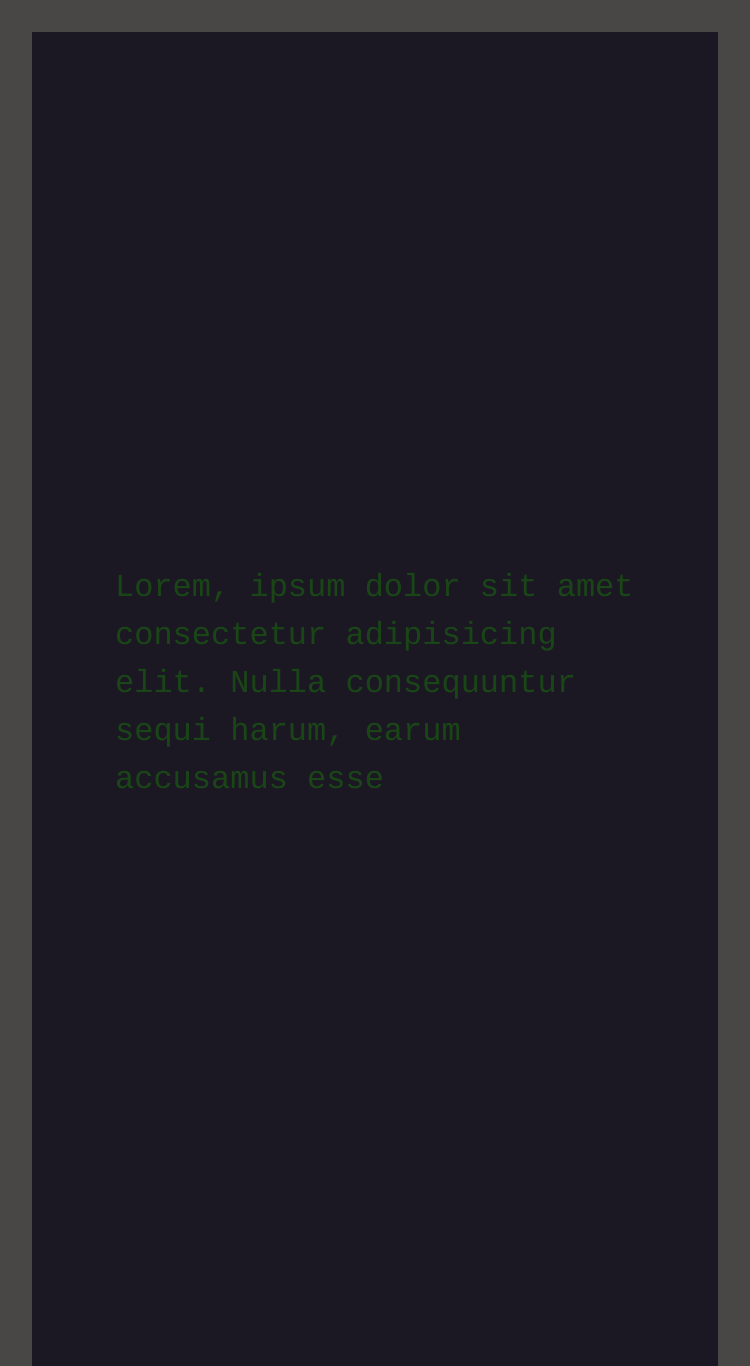 Lorem, ipsum dolor sit amet
consectetur adipisicing
elit. Nulla consequuntur
sequi harum, earum
accusamus esse